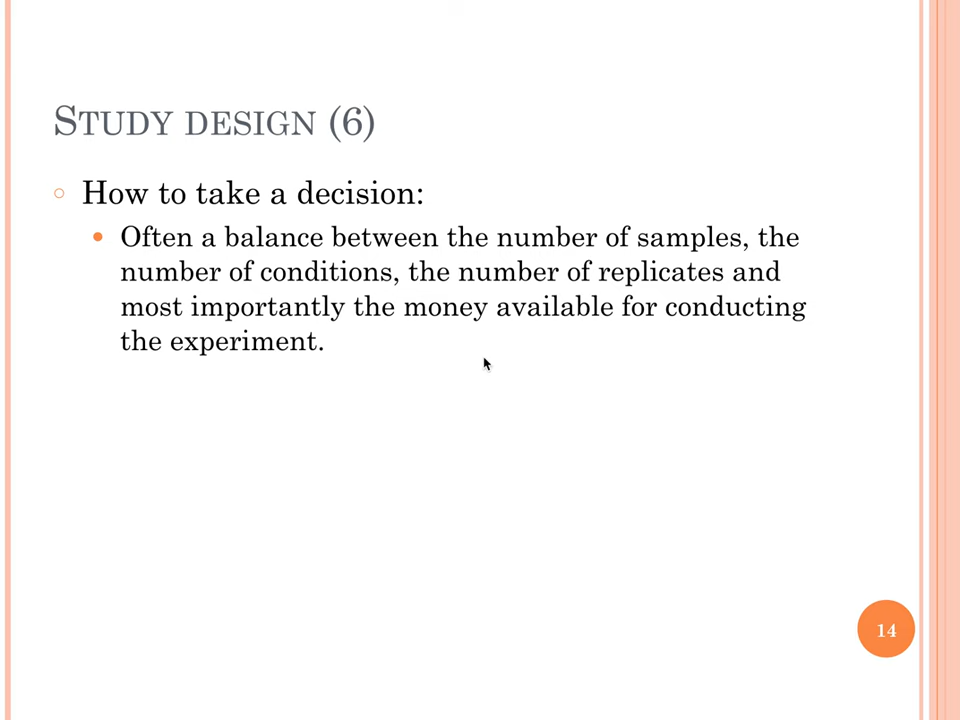 STUDY DESIGN (6)
How to take a decision:
Often a balance between the number of samples, the
number of conditions, the number of replicates and
most importantly the money available for conducting
the experiment.
14